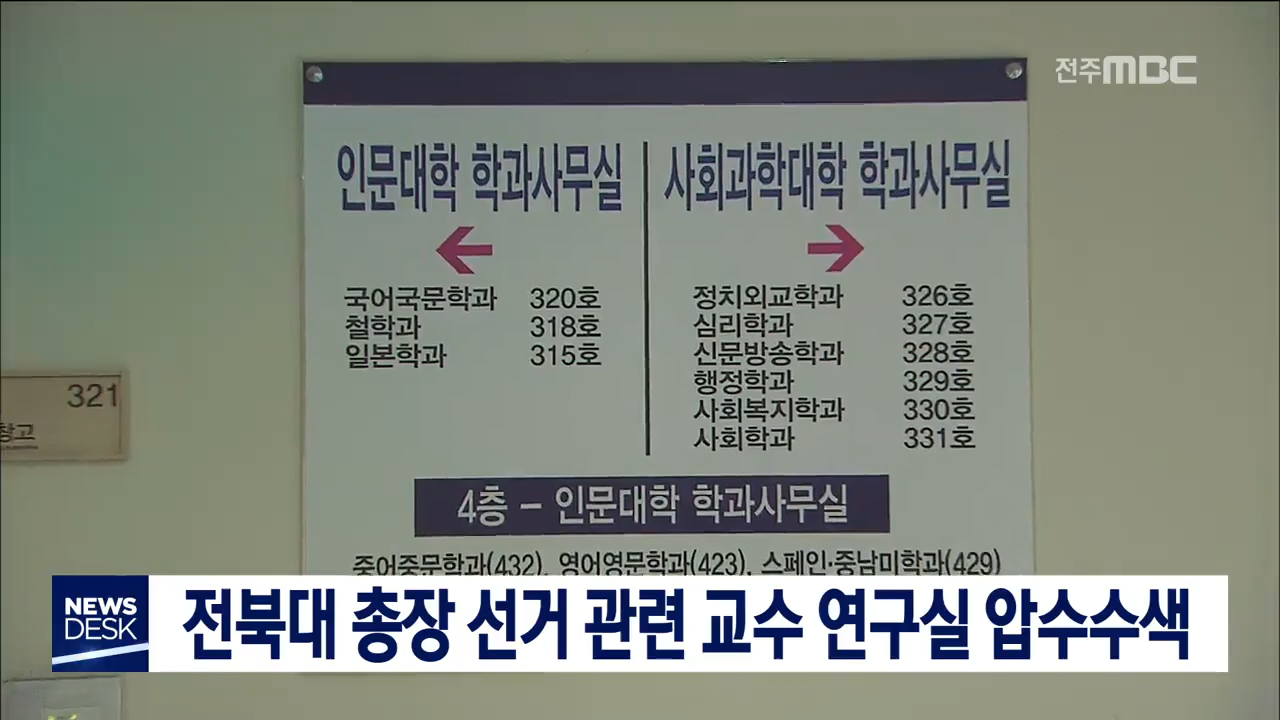 전주MBC
인문대학 학과사무실
국어국문학과 320호
철학과 318호
일본학과 315호
사회과학대학 학과사무실
정치외교학과 326호
심리학과 327호
신문방송학과 328호
행정학과 329호
사회복지학과 330호
사회학과 331호
321
창고
4층 - 인문대학 학과사무실
중어중문학과(432), 영어영문학과(423), 스페인·중남미학과(429)
NEWS
DESK
전북대 총장 선거 관련 교수 연구실 압수수색